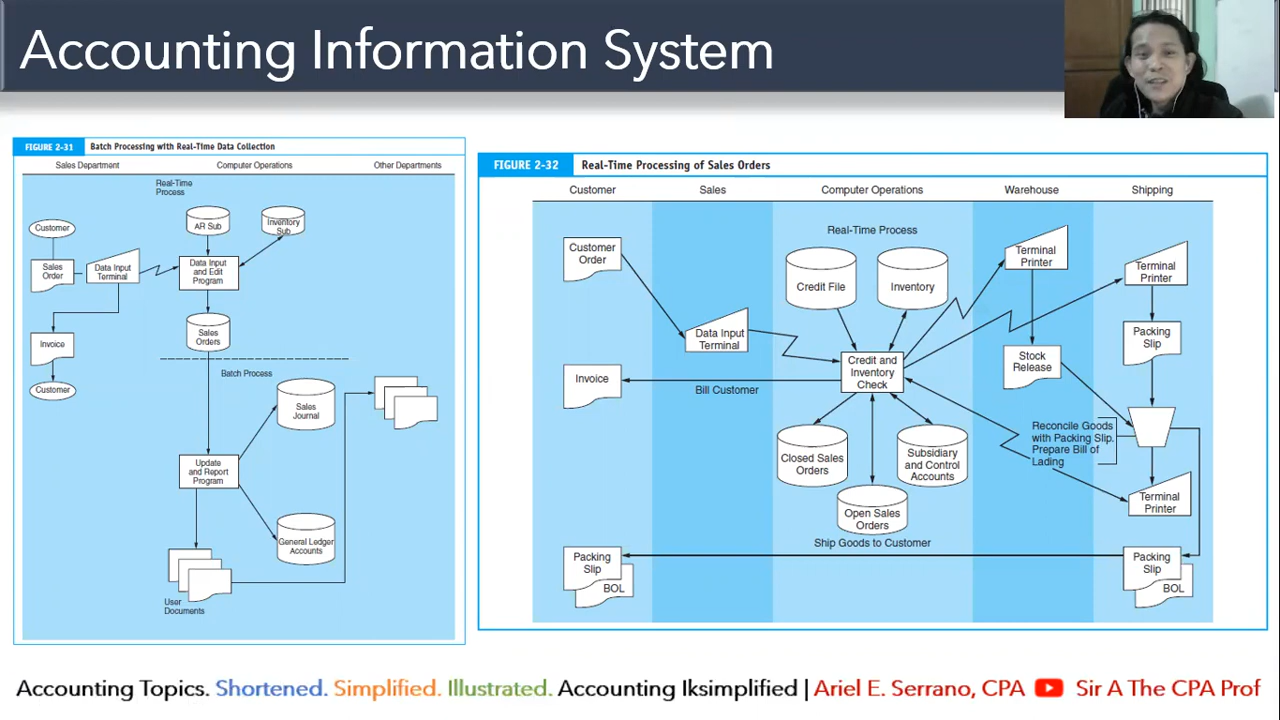 Accounting Information System
FIGURE 2-31 Batch Processing with Real-Time Data Collection
Sales Department Computer Operations Other Departments
Real-Time
Process
Customer
AR Sub
Inventory
Sub
Sales
Order
Data Input
Terminal
Data Input
and Edit
Program
Invoice
Sales
Orders
Customer
Batch Process
Sales
Journal
Update
and Report
Program
General Ledger
Accounts
User
Documents
FIGURE 2-32 Real-Time Processing of Sales Orders
Customer Sales Computer Operations Warehouse Shipping
Real-Time Process
Customer
Order
Credit File
Inventory
Terminal
Printer
Terminal
Printer
Data Input
Terminal
Packing
Slip
Credit and
Inventory
Check
Stock
Release
Invoice
Bill Customer
Reconcile Goods
with Packing Slip.
Prepare Bill of
Lading
Closed Sales
Orders
Subsidiary
and Control
Accounts
Open Sales
Orders
Terminal
Printer
Ship Goods to Customer
Packing
Slip
BOL
Packing
Slip
BOL
Accounting Topics. Shortened. Simplified. Illustrated. Accounting Iksimplified | Ariel E. Serrano, CPA Sir A The CPA Prof